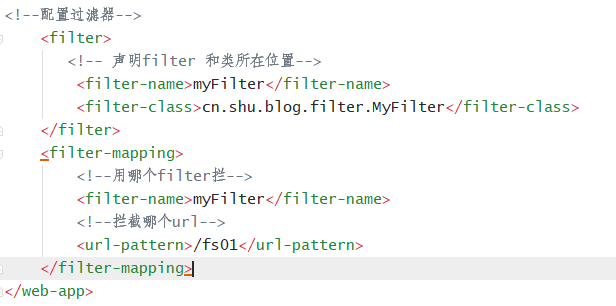 <!--配置过滤器-->
<filter>
<!-- 声明filter 和类所在位置-->
<filter-name>myFilter</filter-name>
<filter-class>cn.shu.blog.filter.MyFilter</filter-class>
</filter>
<filter-mapping>
<!--用哪个filter拦-->
<filter-name>myFilter</filter-name>
<!--拦截哪个url-->
<url-pattern>/fs01</url-pattern>
</filter-mapping>
</web-app>